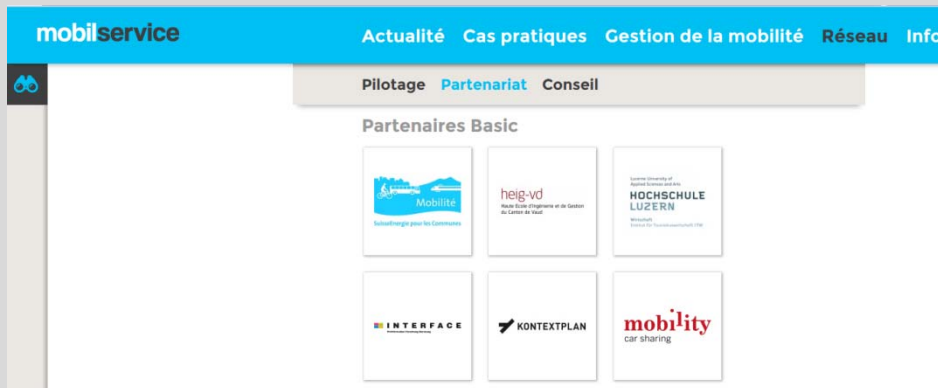 mobilservice
Actualité Cas pratiques Gestion de la mobilité Réseau Info
Pilotage Partenariat Conseil
Partenaires Basic
Mobilité
SuisseEnergie pour les Communes
heig-vd
Haute Ecole d'Ingénierie et de Gestion
du Canton de Vaud
Lucerne University of
Applied Sciences and Arts
HOCHSCHULE
LUZERN
Wirtschaft
INTERFACE
KONTEXTPLAN
mobility
car sharing